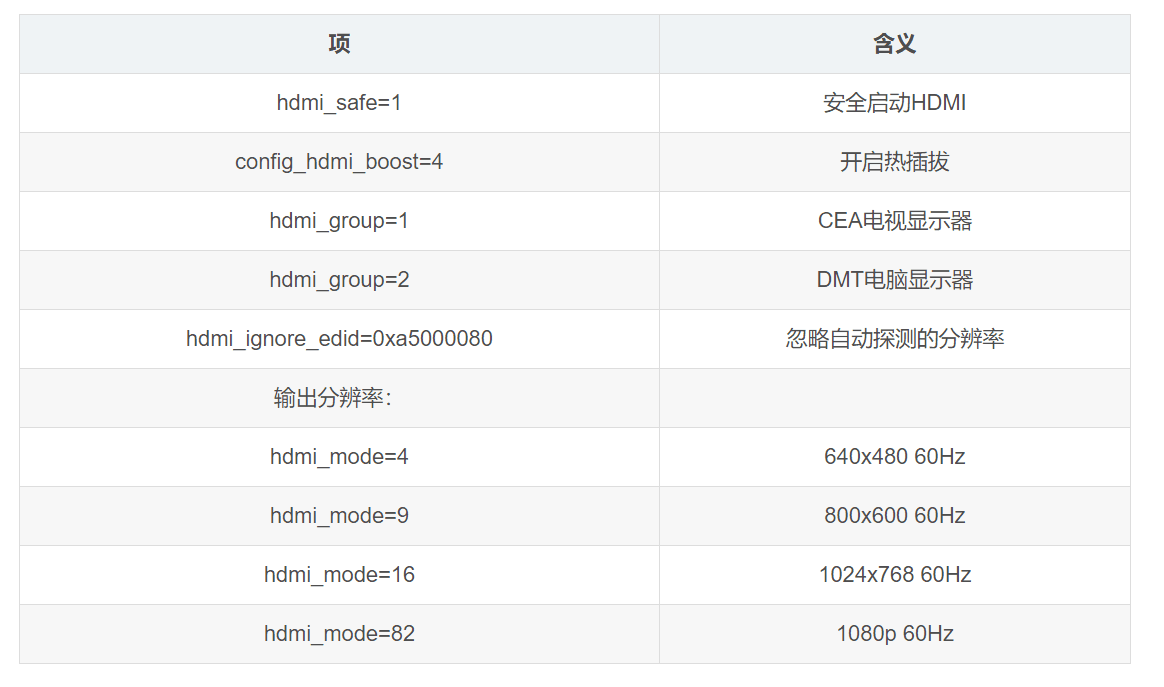 项 含义
hdmi_safe=1 安全启动HDMI
config_hdmi_boost=4 开启热插拔
hdmi_group=1 CEA电视显示器
hdmi_group=2 DMT电脑显示器
hdmi_ignore_edid=0xa5000080 忽略自动探测的分辨率
输出分辨率：
hdmi_mode=4 640x480 60Hz
hdmi_mode=9 800x600 60Hz
hdmi_mode=16 1024x768 60Hz
hdmi_mode=82 1080p 60Hz